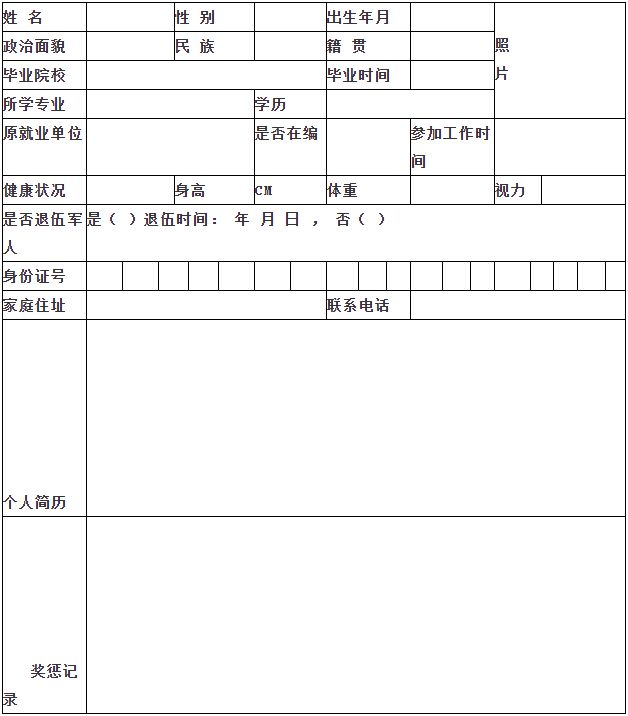 姓 名 性 别 出生年月 照
片
政治面貌 民 族 籍 贯
毕业院校 毕业时间
所学专业 学历
原就业单位 是否在编 参加工作时
间
健康状况 身高 CM 体重 视力
是否退伍军
人
是（ ）退伍时间： 年 月 日 ， 否（ ）
身份证号
家庭住址 联系电话
个人简历
奖惩记
录